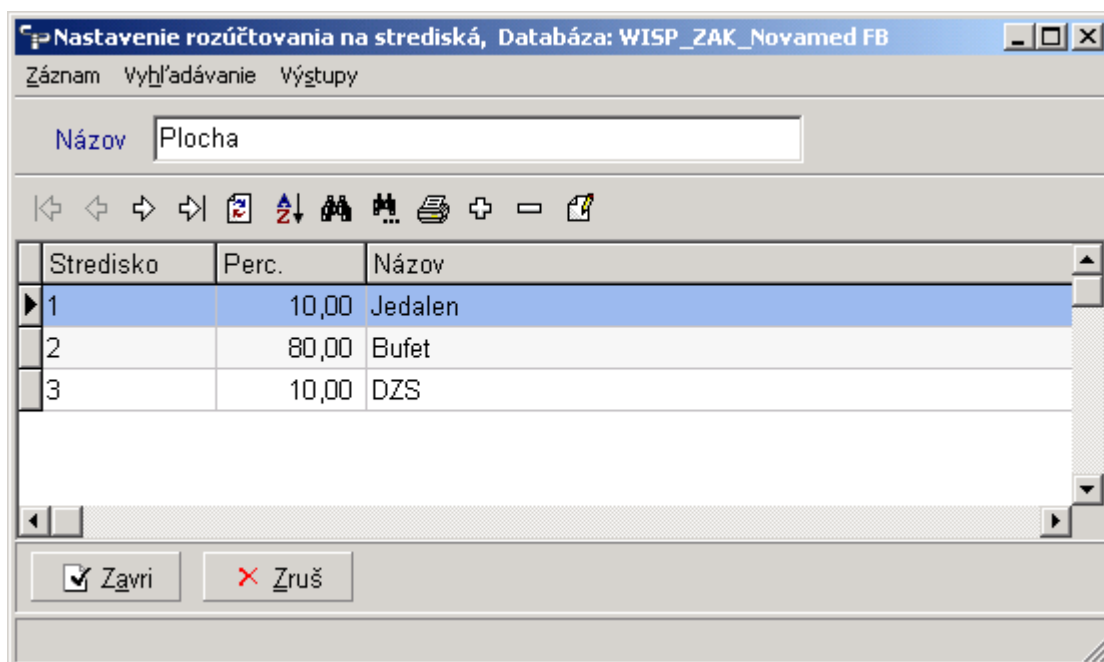 Nastavenie rozúčtovania na strediská, Databáza: WISP_ZAK_Novamed FB
Záznam Vyhľadávanie Výstupy
Názov Plocha
Stredisko Perc. Názov
1 10,00 Jedalen
2 80,00 Bufet
3 10,00 DZS
Zavri Zruš